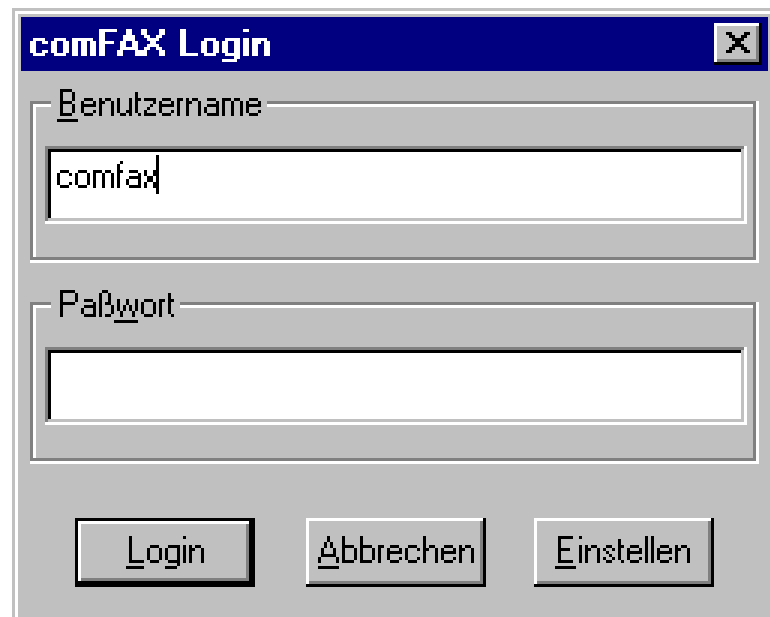 comFAX Login
Benutzername
comfax
Paßwort
Login Abbrechen Einstellen